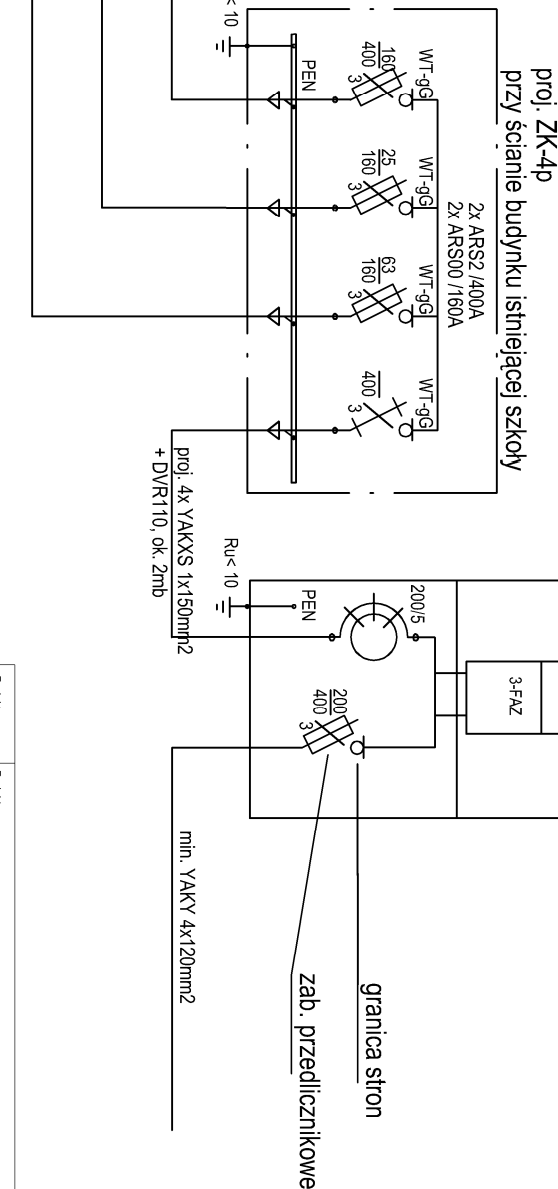 proj. ZK-4p
przy ścianie budynku istniejącej szkoły
2x ARS2 /400A
2x ARS00 /160A
WT-gG
160
400
3
WT-gG
25
160
3
WT-gG
63
160
3
WT-gG
400
3
PEN
< 10
proj. 4x YAKXS 1x150mm2
+ DVR110, ok. 2mb
Ru< 10
PEN
200/5
3-FAZ
200
400
3
granica stron
zab. przedlicznikowe
min. YAKY 4x120mm2